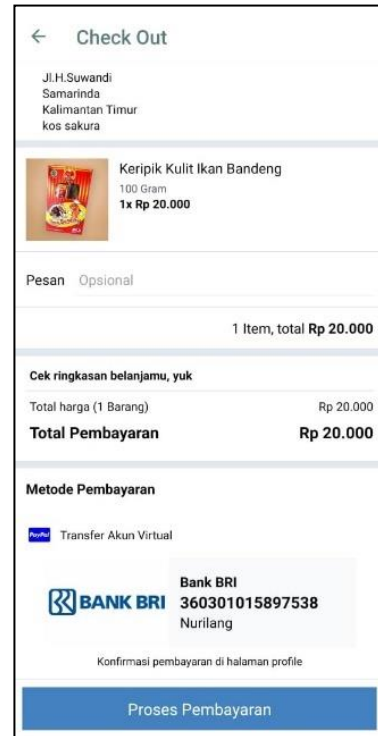 ← Check Out
Jl.H.Suwandi
Samarinda
Kalimantan Timur
kos sakura
Keripik Kulit Ikan Bandeng
100 Gram
1x Rp 20.000
Pesan Opsional
1 Item, total Rp 20.000
Cek ringkasan belanjamu, yuk
Total harga (1 Barang) Rp 20.000
Total Pembayaran Rp 20.000
Metode Pembayaran
PayPal Transfer Akun Virtual
BANK BRI
Bank BRI
360301015897538
Nurilang
Konfirmasi pembayaran di halaman profile
Proses Pembayaran